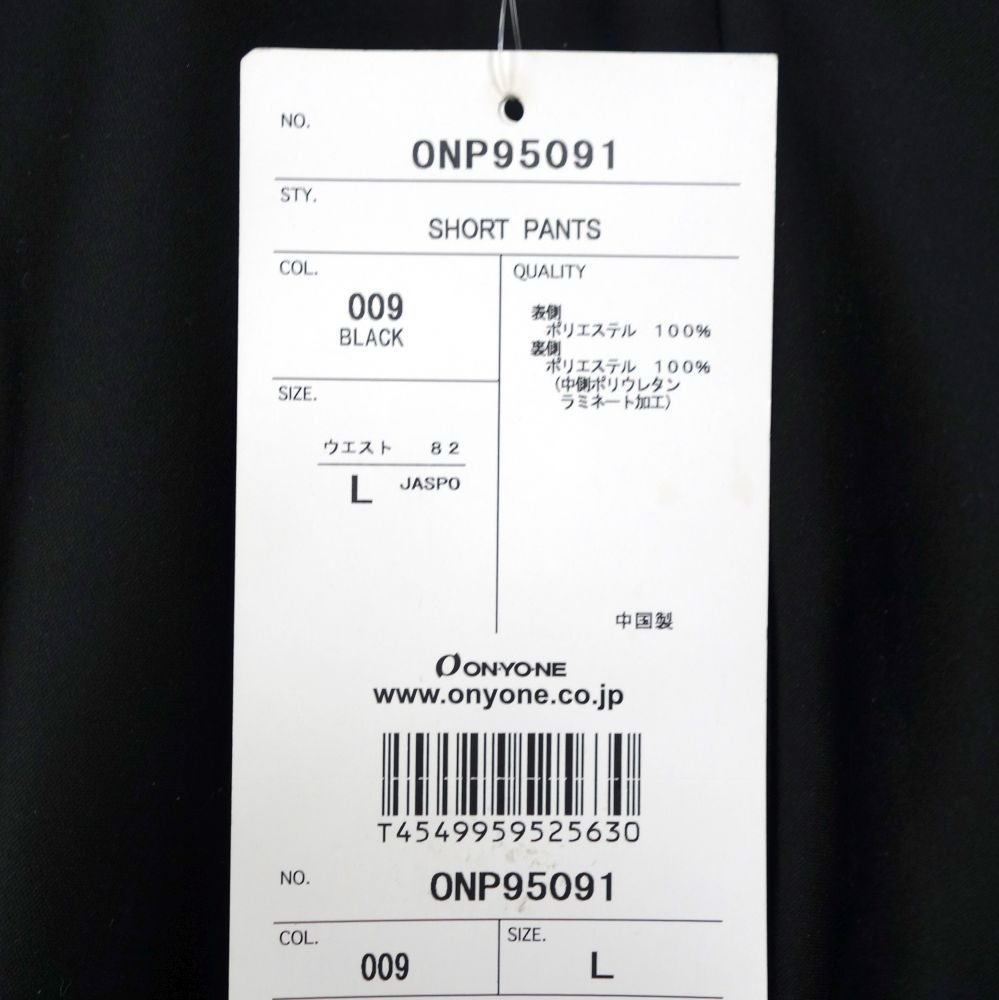 NO.
ONP95091
STY.
SHORT PANTS
COL.
009
BLACK
QUALITY
表側
ポリエステル 100%
裏側
ポリエステル 100%
(中側ポリウレタン
ラミネート加工)
SIZE.
ウエスト 82
L JASPO
中国製
ON・YO・NE
www.onyone.co.jp
T4549959525630
NO.
ONP95091
COL.
009
SIZE.
L